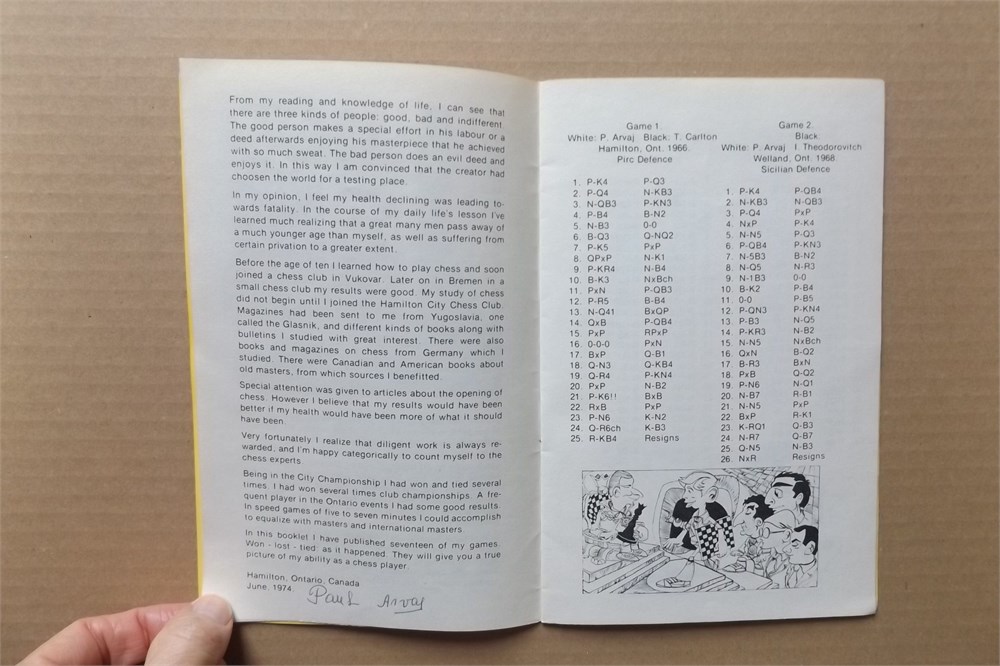 From my reading and knowledge of life, I can see that
there are three kinds of people: good, bad and indifferent.
The good person makes a special effort in his labour or a
deed afterwards enjoying his masterpiece that he achieved
with so much sweat. The bad person does an evil deed and
enjoys it. In this way I am convinced that the creator had
choosen the world for a testing place.
In my opinion, I feel my health declining was leading to-
wards fatality. In the course of my daily life's lesson I've
learned much realizing that a great many men pass away of
a much younger age than myself, as well as suffering from
certain privation to a greater extent.
Before the age of ten I learned how to play chess and soon
joined a chess club in Vukovar. Later on in Bremen in a
small chess club my results were good. My study of chess
did not begin until I joined the Hamilton City Chess Club.
Magazines had been sent to me from Yugoslavia, one
called the Glasnik, and different kinds of books along with
bulletins I studied with great interest. There were also
books and magazines on chess from Germany which I
studied. There were Canadian and American books about
old masters, from which sources I benefitted.
Special attention was given to articles about the opening of
chess. However I believe that my results would have been
better if my health would have been more of what it should
have been.
Very fortunately I realize that diligent work is always re-
warded, and I'm happy categorically to count myself to the
chess experts.
Being in the City Championship I had won and tied several
times. I had won several times club championships. A fre-
quent player in the Ontario events I had some good results.
In speed games of five to seven minutes I could accomplish
to equalize with masters and international masters.
In this booklet I have published seventeen of my games.
Won - lost - tied as it happened. They will give you a true
picture of my ability as a chess player.
Hamilton, Ontario, Canada
June, 1974.
Paul Arvaj
Game 1.
White: P. Arvaj Black: T. Carlton
Hamilton, Ont. 1966.
Pirc Defence
1. P-K4 P-Q3
2. P-Q4 N-KB3
3. N-QB3 P-KN3
4. P-B4 B-N2
5. N-B3 0-0
6. B-Q3 Q-NQ2
7. P-K5 PxP
8. QPxP N-K1
9. P-KR4 N-B4
10. B-K3 NxBch
11. PxN P-QB3
12. P-R5 B-B4
13. N-Q41 BxQP
14. QxB P-QB4
15. PxP RPxP
16. 0-0-0 PxN
17. BxP Q-B1
18. Q-N3 Q-KB4
19. Q-R4 P-KN4
20. PxP N-B2
21. P-K6!! BxB
22. RxB PxP
23. P-N6 K-N2
24. Q-R6ch K-B3
25. R-KB4 Resigns
Game 2.
Black:
White: P. Arvaj I. Theodorovitch
Welland, Ont. 1968
Sicilian Defence
1. P-K4 P-QB4
2. N-KB3 N-QB3
3. P-Q4 PxP
4. NxP P-K4
5. N-N5 P-Q3
6. P-QB4 P-KN3
7. N-5B3 B-N2
8. N-Q5 N-R3
9. N-1B3 0-0
10. B-K2 P-B4
11. 0-0 P-B5
12. P-QN3 P-KN4
13. P-B3 N-Q5
14. P-KR3 N-B2
15. N-N5 NxBch
16. QxN B-Q2
17. B-R3 BxN
18. PxB Q-Q2
19. P-N6 N-Q1
20. N-B7 R-B1
21. N-N5 PxP
22. BxP R-K1
23. K-RQ1 Q-B3
24. N-R7 Q-B7
25. Q-N5 N-B3
26. NxR Resigns